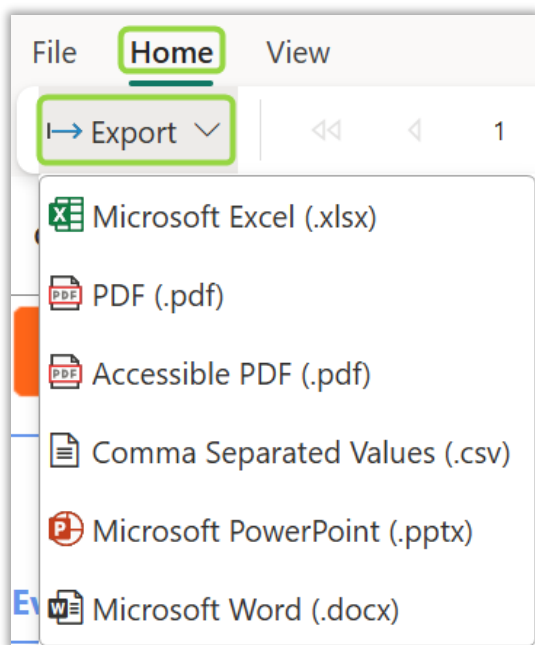 File Home View
Export 1
Microsoft Excel (.xlsx)
PDF (.pdf)
Accessible PDF (.pdf)
Comma Separated Values (.csv)
Microsoft PowerPoint (.pptx)
Microsoft Word (.docx)